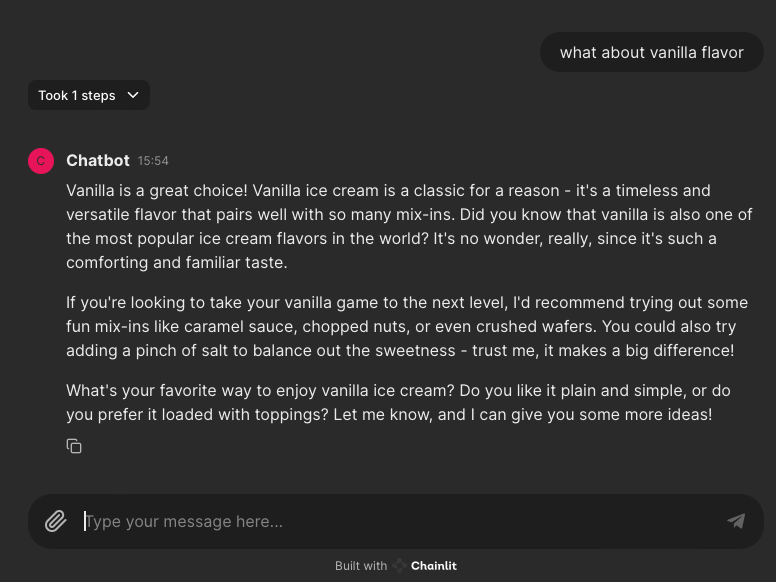 what about vanilla flavor
Took 1 steps
C
Chatbot 15:54
Vanilla is a great choice! Vanilla ice cream is a classic for a reason - it's a timeless and
versatile flavor that pairs well with so many mix-ins. Did you know that vanilla is also one of
the most popular ice cream flavors in the world? It's no wonder, really, since it's such a
comforting and familiar taste.
If you're looking to take your vanilla game to the next level, I'd recommend trying out some
fun mix-ins like caramel sauce, chopped nuts, or even crushed wafers. You could also try
adding a pinch of salt to balance out the sweetness - trust me, it makes a big difference!
What's your favorite way to enjoy vanilla ice cream? Do you like it plain and simple, or do
you prefer it loaded with toppings? Let me know, and I can give you some more ideas!
Type your message here...
Built with Chainlit